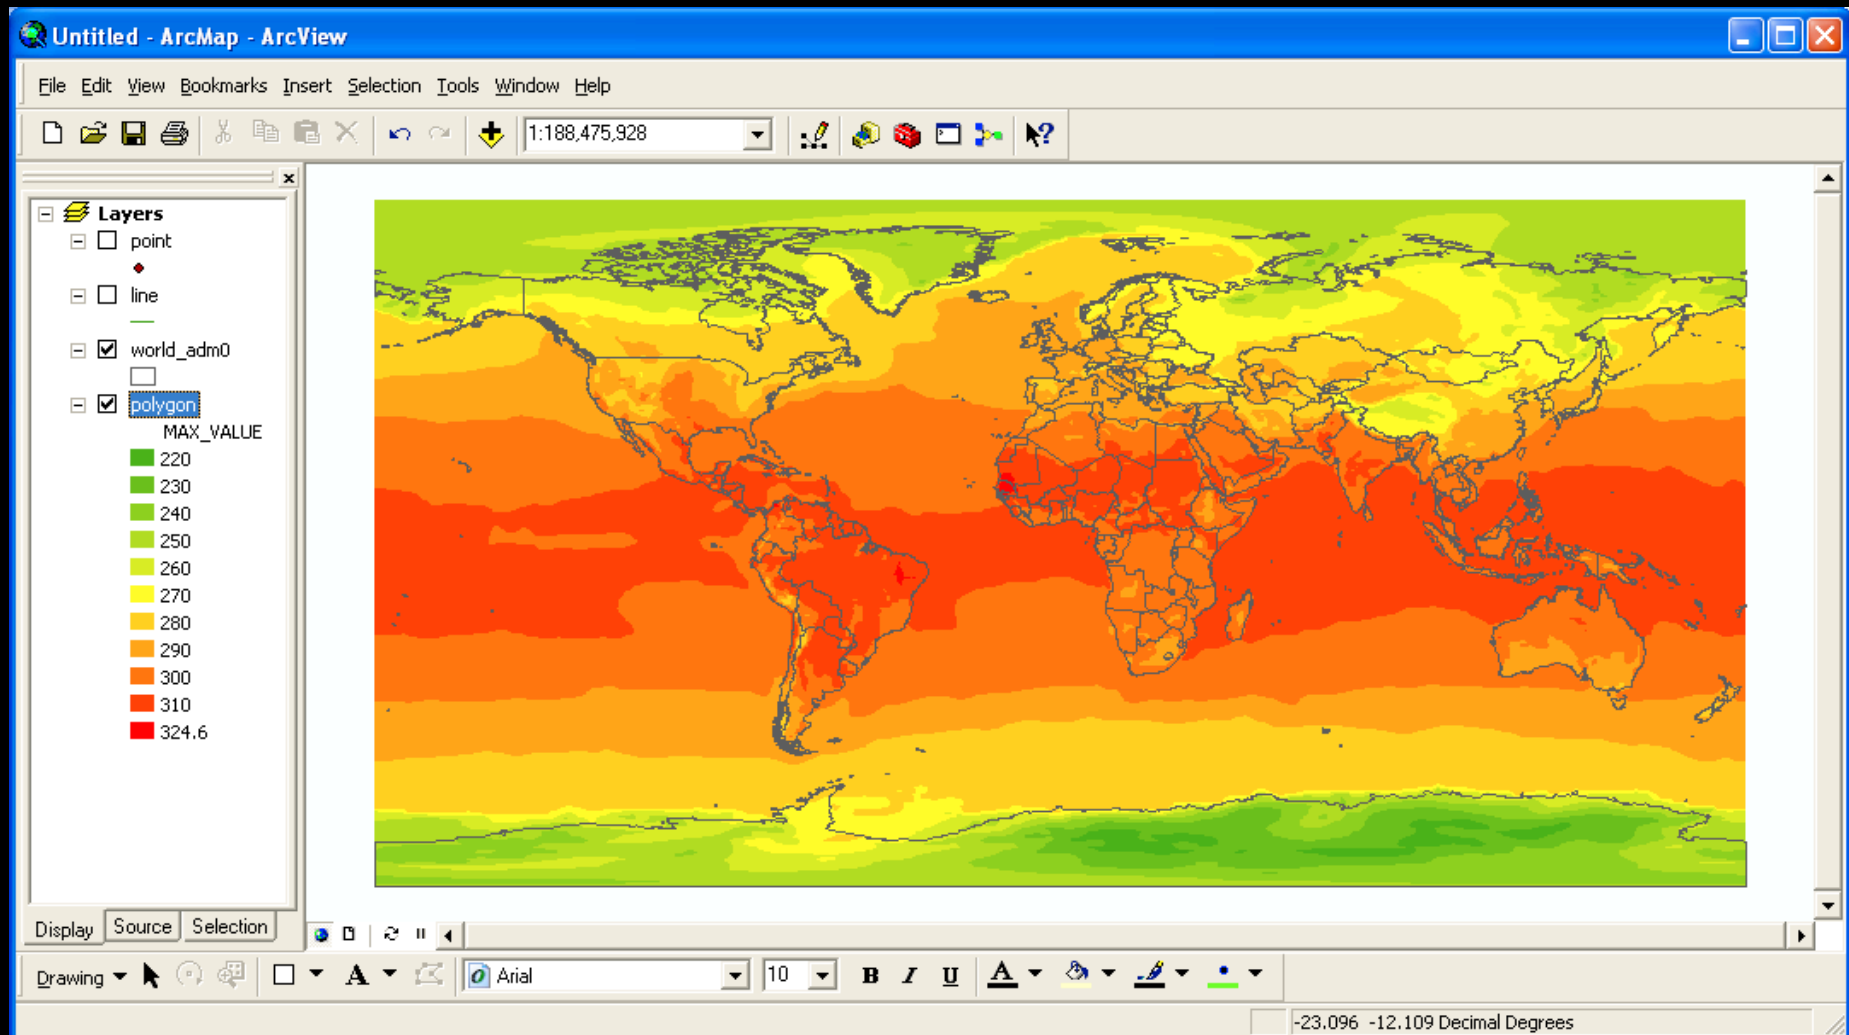 Untitled - ArcMap - ArcView
File Edit View Bookmarks Insert Selection Tools Window Help
1:188,475,928
Layers
point
line
world_adm0
polygon
MAX_VALUE
220
230
240
250
260
270
280
290
300
310
324.6
Display Source Selection
Drawing A Arial 10 B I U A
-23.096 -12.109 Decimal Degrees